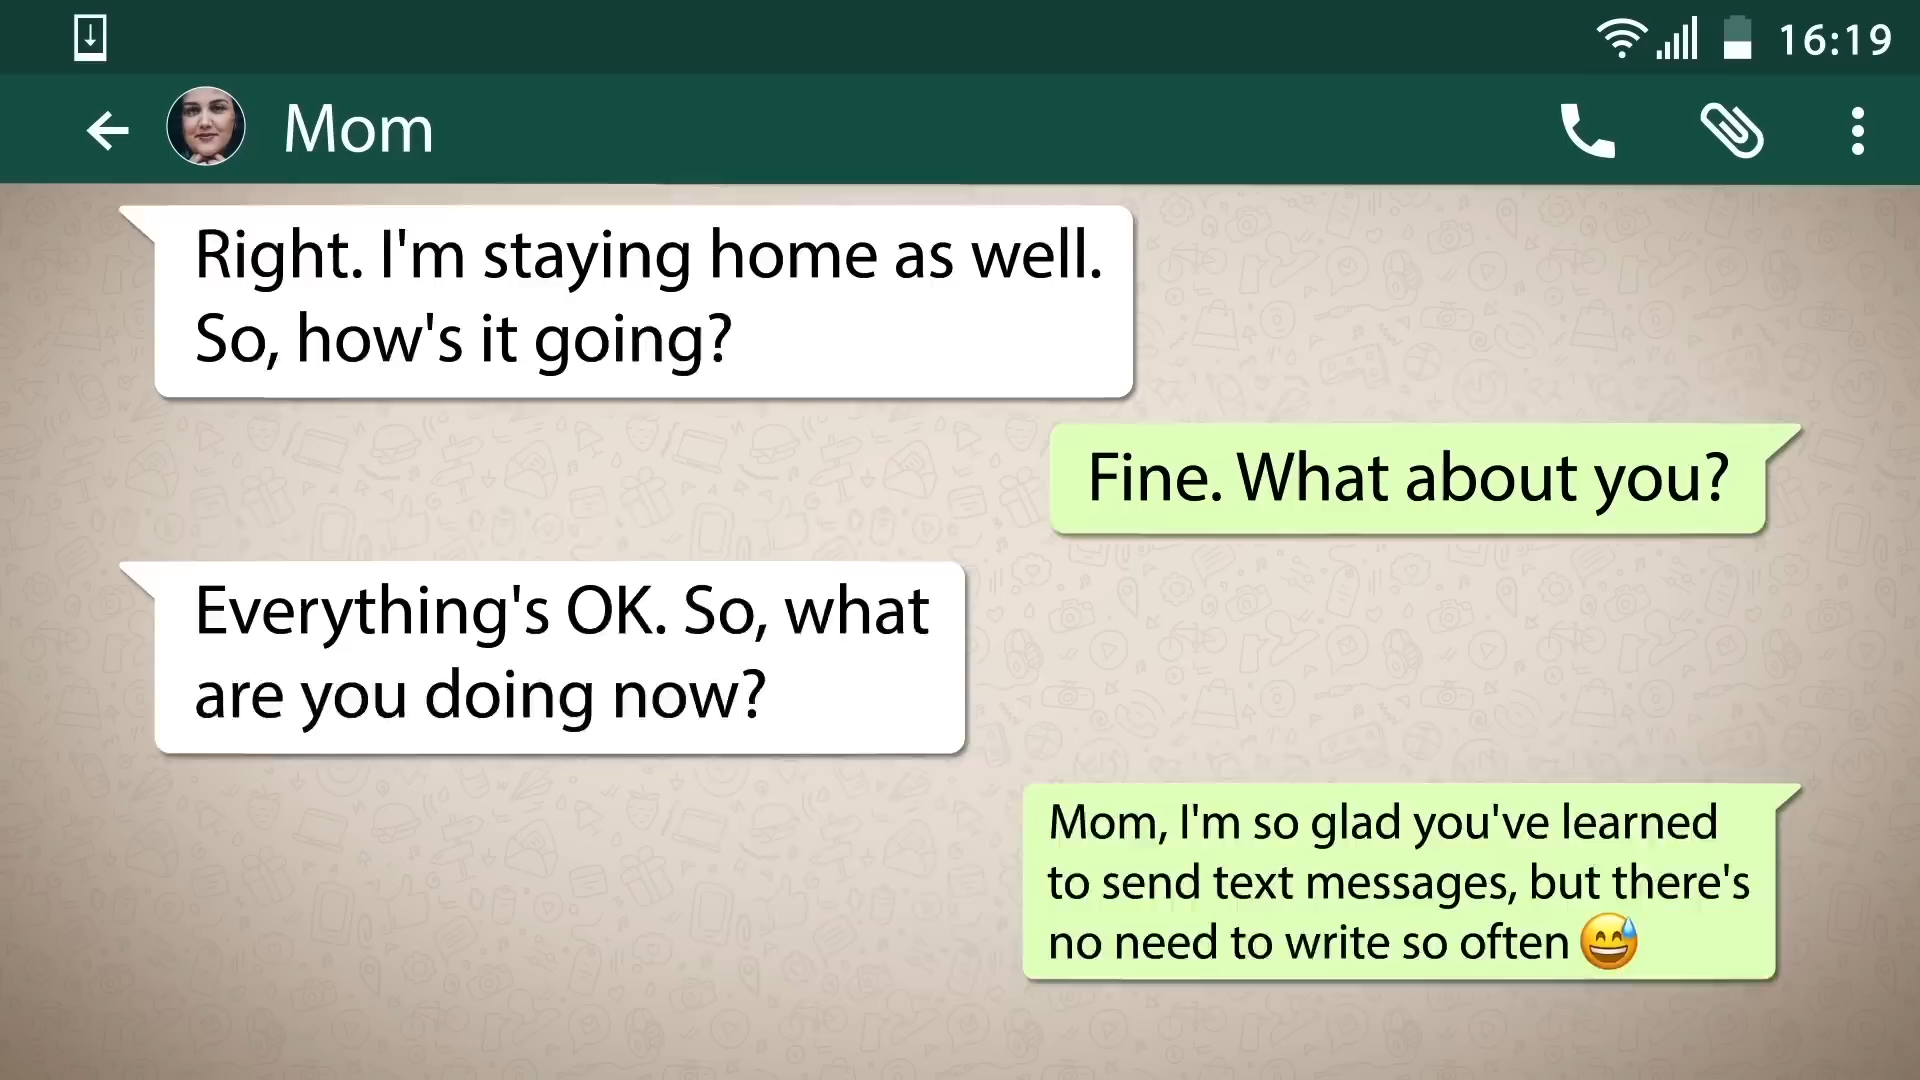 16:19
Mom
Right. I'm staying home as well.
So, how's it going?
Fine. What about you?
Everything's OK. So, what
are you doing now?
Mom, I'm so glad you've learned
to send text messages, but there's
no need to write so often 😅